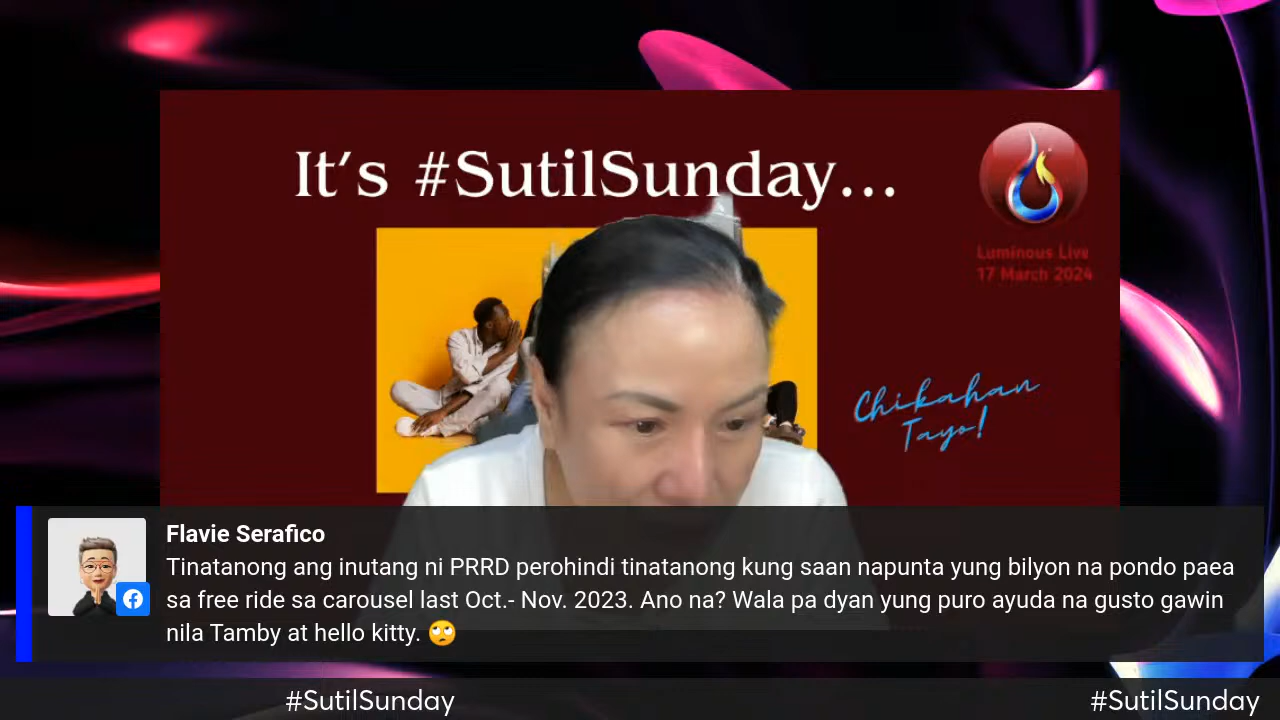 It's #SutilSunday...
Luminous Live
17 March 2024
Chikahan
Tayo!
Flavie Serafico
Tinatanong ang inutang ni PRRD perohindi tinatanong kung saan napunta yung bilyon na pondo paea
sa free ride sa carousel last Oct.- Nov. 2023. Ano na? Wala pa dyan yung puro ayuda na gusto gawin
nila Tamby at hello kitty. 🙄
#SutilSunday
#SutilSunday